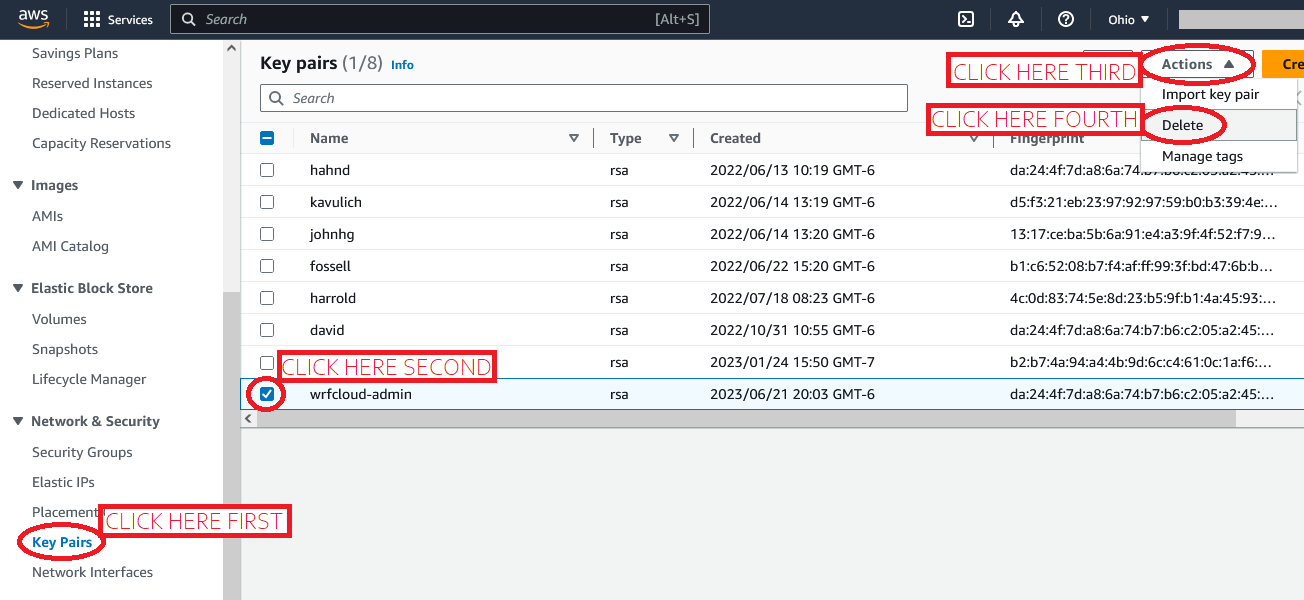 aws Services Search [Alt+S] Ohio
Savings Plans
Reserved Instances
Dedicated Hosts
Capacity Reservations
Images
AMIs
AMI Catalog
Elastic Block Store
Volumes
Snapshots
Lifecycle Manager
Network & Security
Security Groups
Elastic IPs
Placement
CLICK HERE FIRST
Key Pairs
Network Interfaces
Key pairs (1/8) Info
CLICK HERE THIRD
Actions
Cre
Search
Import key pair
CLICK HERE FOURTH
Delete
Manage tags
Name Type Created Fingerprint
hahnd rsa 2022/06/13 10:19 GMT-6 da:24:4f:7d:a8:6a:74:b7:b6:c2:05:a2:45:...
kavulich rsa 2022/06/14 13:19 GMT-6 d5:f3:21:eb:23:97:92:97:59:b0:b3:39:4e:...
johnhg rsa 2022/06/14 13:20 GMT-6 13:17:ce:ba:5b:6a:91:e4:a3:9f:4f:52:f7:9...
fossell rsa 2022/06/22 15:20 GMT-6 b1:c6:52:08:b7:f4:af:ff:99:3f:bd:47:6b:b...
harrold rsa 2022/07/18 08:23 GMT-6 4c:0d:83:74:5e:8d:23:b5:9f:b1:4a:45:93:...
david rsa 2022/10/31 10:55 GMT-6 da:24:4f:7d:a8:6a:74:b7:b6:c2:05:a2:45:...
CLICK HERE SECOND rsa 2023/01/24 15:50 GMT-7 b2:b7:4a:94:a4:4b:9d:6c:c4:61:0c:1a:f6:...
wrfcloud-admin rsa 2023/06/21 20:03 GMT-6 da:24:4f:7d:a8:6a:74:b7:b6:c2:05:a2:45:...